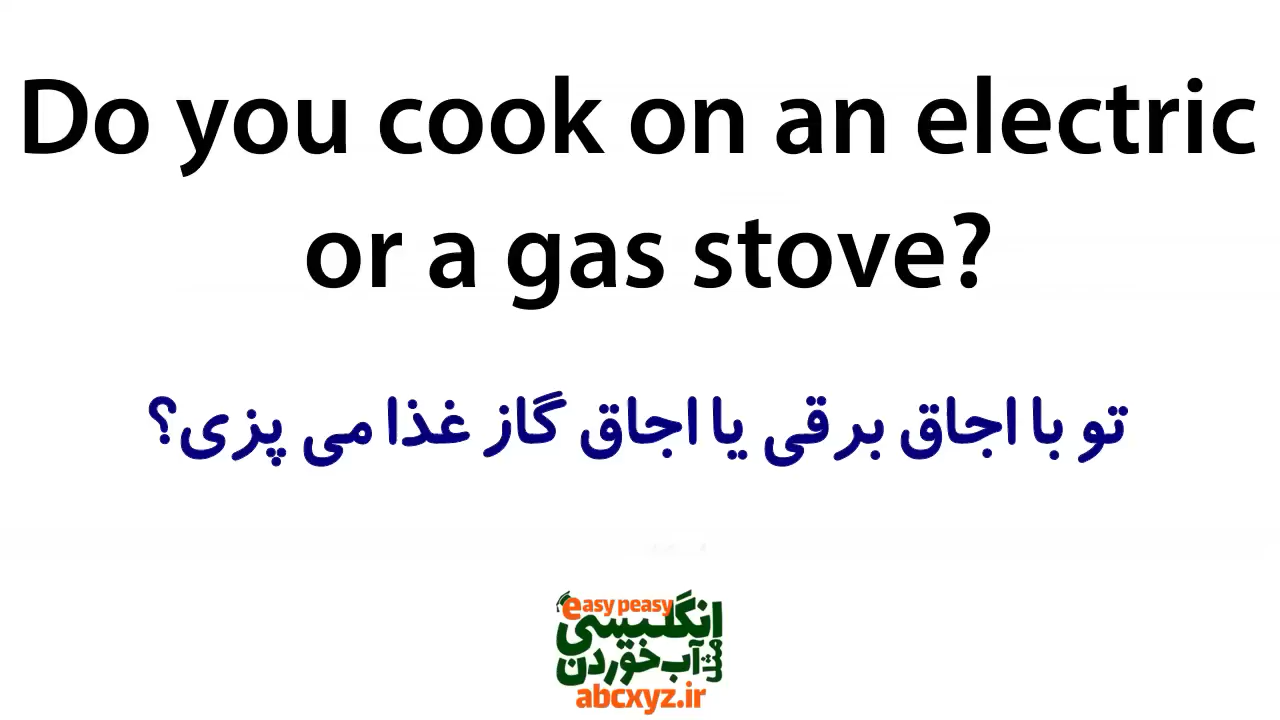 Do you cook on an electric
or a gas stove?
تو با اجاق برقی یا اجاق گاز غذا می پزی؟
easy peasy
انگلیسی
مثل آب خوردن
abcxyz.ir